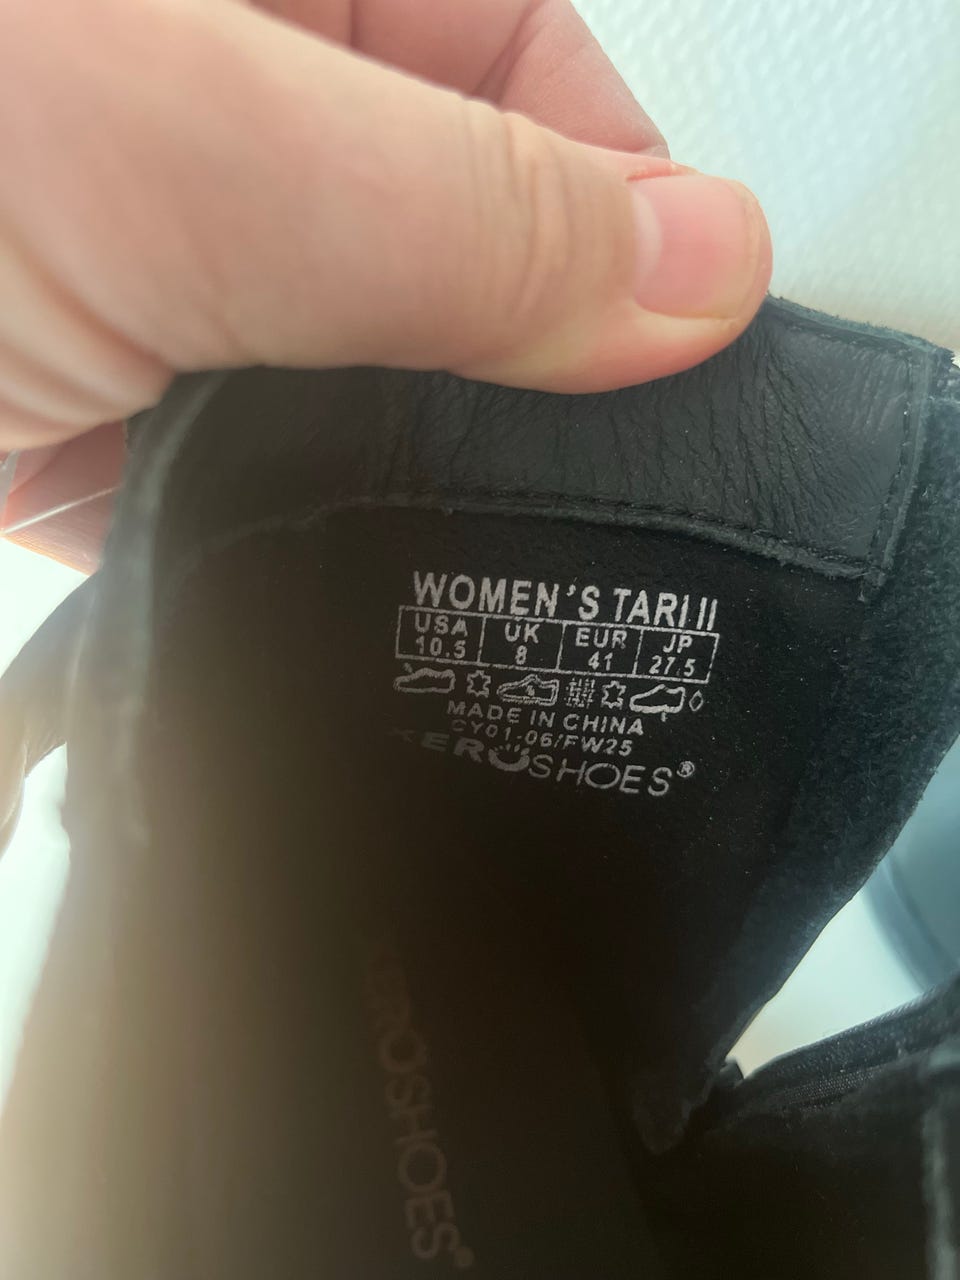 WOMEN'S TARI II
USA UK EUR JP
10.5 8 41 27.5
MADE IN CHINA
CY01-06/FW25
XEROSHOES®
XEROSHOES®